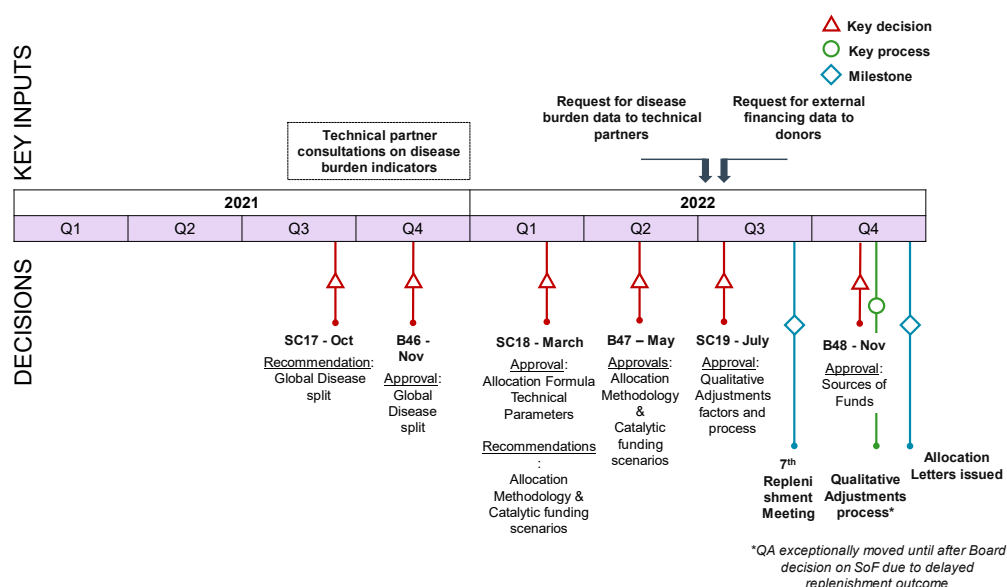 Key decision
Key process
Milestone
KEY INPUTS
Technical partner
consultations on disease
burden indicators
Request for disease
burden data to technical
partners
Request for external
financing data to
donors
2021
2022
Q1
Q2
Q3
Q4
Q1
Q2
Q3
Q4
DECISIONS
SC17 - Oct
Recommendation:
Global Disease
split
B46 -
Nov
Approval:
Global
Disease
split
SC18 - March
Approval:
Allocation Formula
Technical
Parameters
Recommendations
:
Allocation
Methodology &
Catalytic funding
scenarios
B47 – May
Approvals:
Allocation
Methodology
&
Catalytic
funding
scenarios
SC19 - July
Approval:
Qualitative
Adjustments
factors and
process
7th
Repleni
shment
Meeting
B48 - Nov
Approval:
Sources of
Funds
Qualitative
Adjustments
process*
Allocation
Letters issued
*QA exceptionally moved until after Board
decision on SoF due to delayed
replenishment outcome